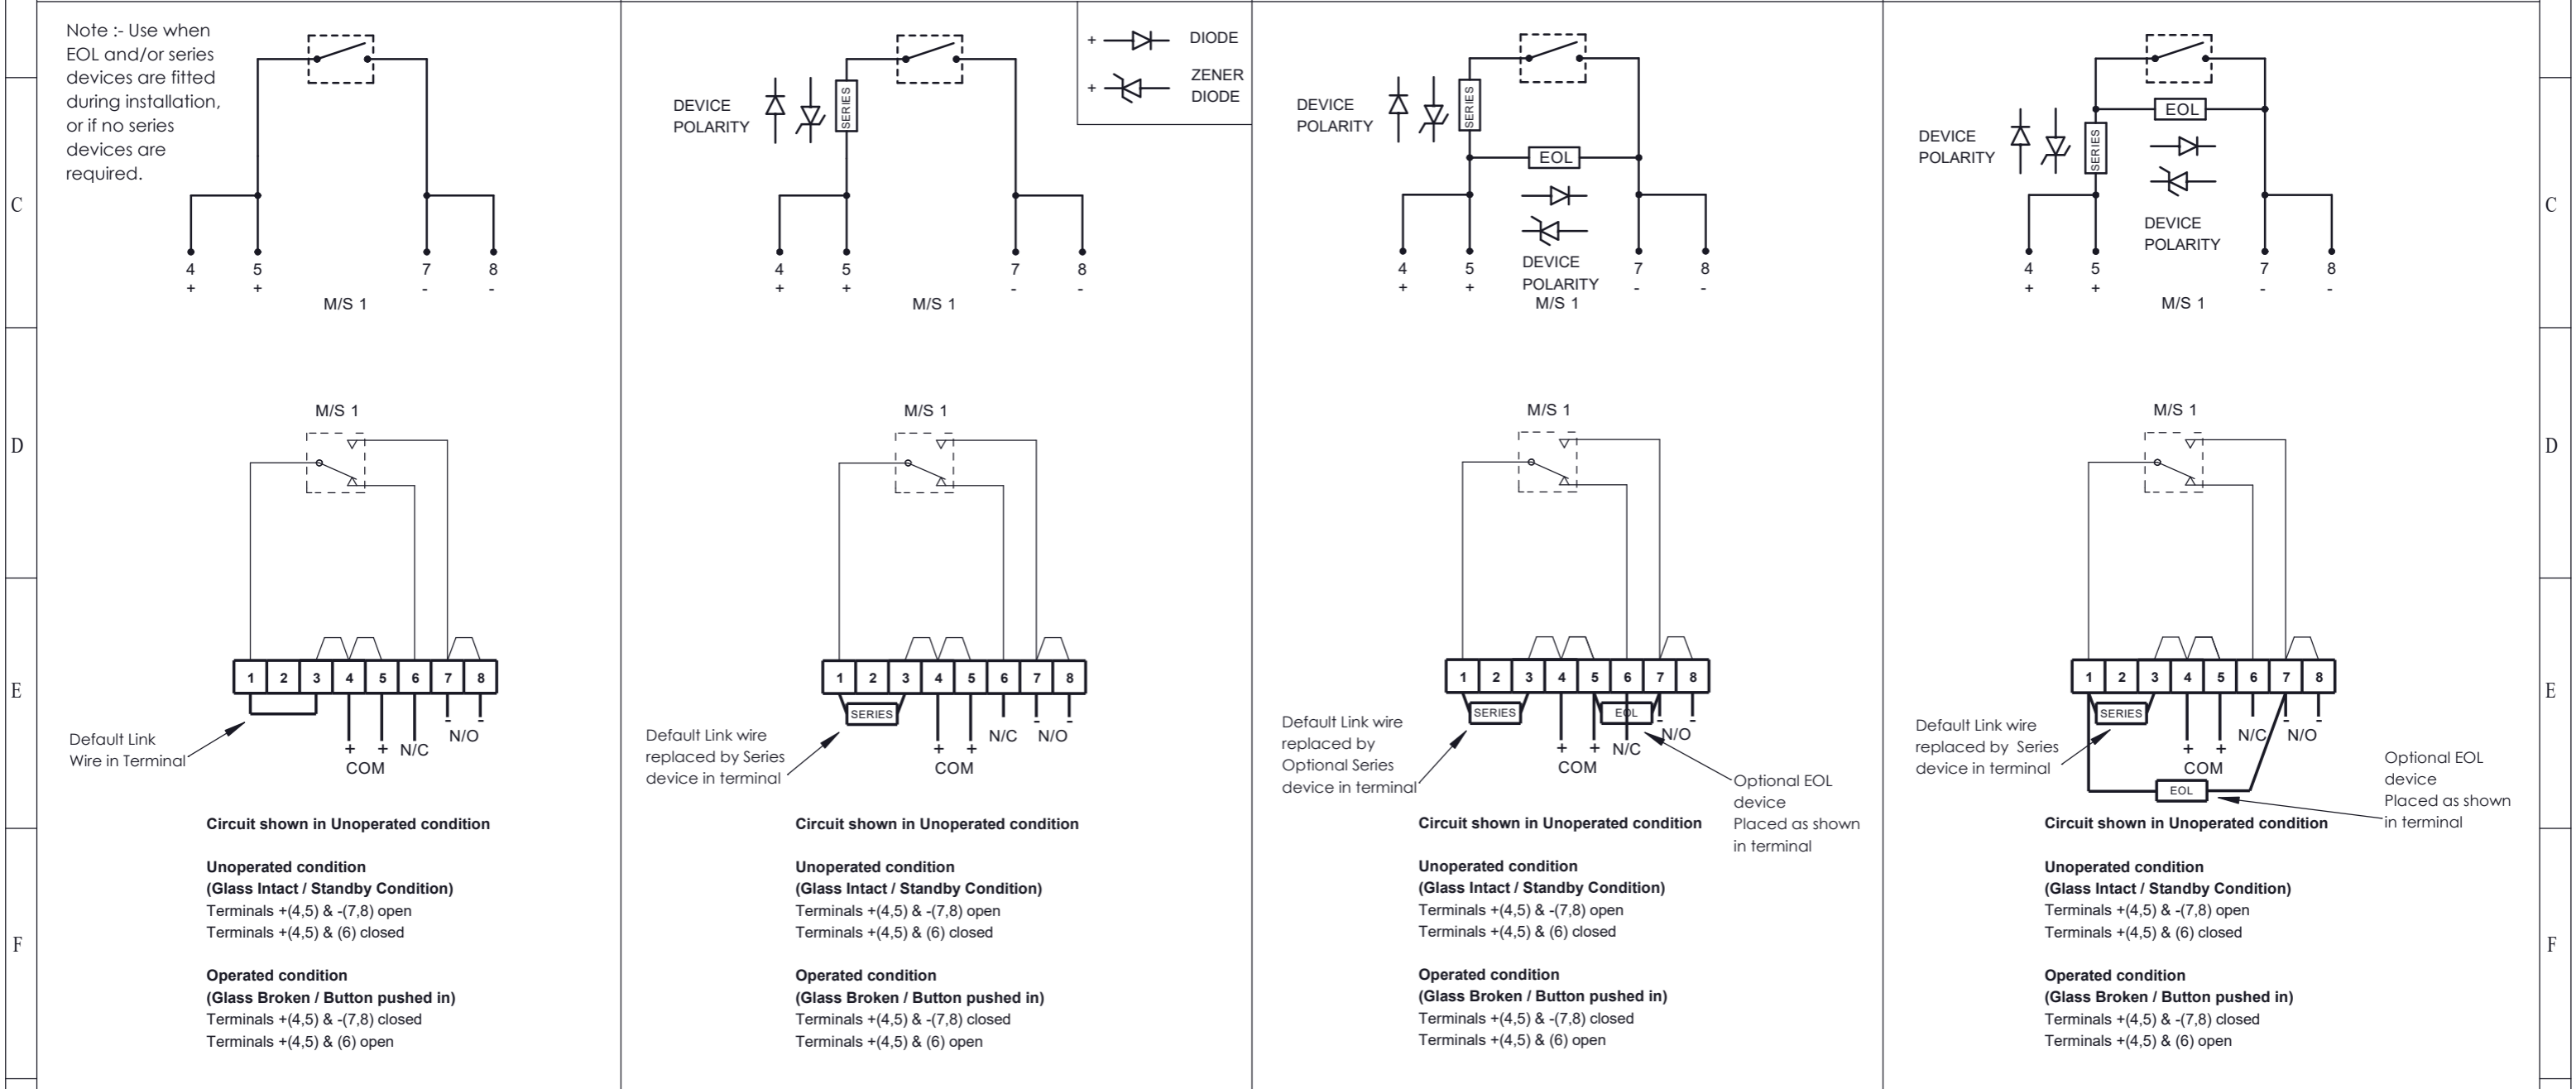 Note :- Use when
EOL and/or series
devices are fitted
during installation,
or if no series
devices are
required.
4
5
7
8
+
+
-
-
M/S 1
M/S 1
1
2
3
4
5
6
7
8
+
+
N/C
-
-
N/O
COM
Default Link
Wire in Terminal
Circuit shown in Unoperated condition
Unoperated condition
(Glass Intact / Standby Condition)
Terminals +(4,5) & -(7,8) open
Terminals +(4,5) & (6) closed
Operated condition
(Glass Broken / Button pushed in)
Terminals +(4,5) & -(7,8) closed
Terminals +(4,5) & (6) open
+
DIODE
+
ZENER
DIODE
DEVICE
POLARITY
SERIES
4
5
7
8
+
+
-
-
M/S 1
M/S 1
1
2
3
4
5
6
7
8
SERIES
+
+
N/C
-
-
N/O
COM
Default Link wire
replaced by Series
device in terminal
Circuit shown in Unoperated condition
Unoperated condition
(Glass Intact / Standby Condition)
Terminals +(4,5) & -(7,8) open
Terminals +(4,5) & (6) closed
Operated condition
(Glass Broken / Button pushed in)
Terminals +(4,5) & -(7,8) closed
Terminals +(4,5) & (6) open
DEVICE
POLARITY
SERIES
EOL
4
5
7
8
+
+
-
-
DEVICE
POLARITY
M/S 1
M/S 1
1
2
3
4
5
6
7
8
SERIES
EOL
+
+
N/C
-
-
N/O
COM
Default Link wire
replaced by
Optional Series
device in terminal
Optional EOL
device
Placed as shown
in terminal
Circuit shown in Unoperated condition
Unoperated condition
(Glass Intact / Standby Condition)
Terminals +(4,5) & -(7,8) open
Terminals +(4,5) & (6) closed
Operated condition
(Glass Broken / Button pushed in)
Terminals +(4,5) & -(7,8) closed
Terminals +(4,5) & (6) open
DEVICE
POLARITY
SERIES
EOL
DEVICE
POLARITY
4
5
7
8
+
+
-
-
M/S 1
M/S 1
1
2
3
4
5
6
7
8
SERIES
+
+
N/C
-
-
N/O
COM
EOL
Default Link wire
replaced by Series
device in terminal
Optional EOL
device
Placed as shown
in terminal
Circuit shown in Unoperated condition
Unoperated condition
(Glass Intact / Standby Condition)
Terminals +(4,5) & -(7,8) open
Terminals +(4,5) & (6) closed
Operated condition
(Glass Broken / Button pushed in)
Terminals +(4,5) & -(7,8) closed
Terminals +(4,5) & (6) open
C
D
E
F
C
D
E
F